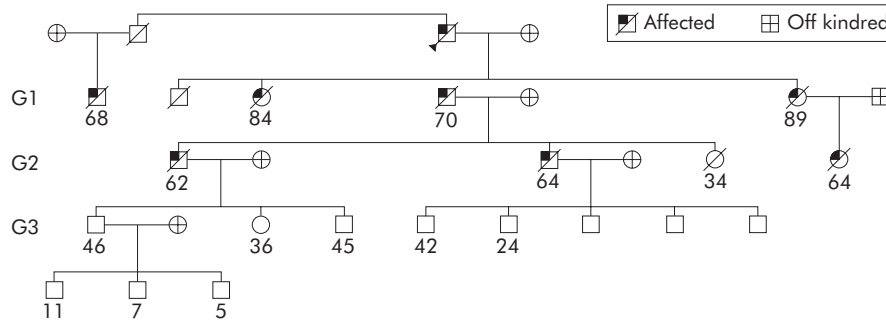 Affected Off kindred
G1
68 84 70 89
G2
62 64 34 64
G3
46 36 45 42 24
11 7 5